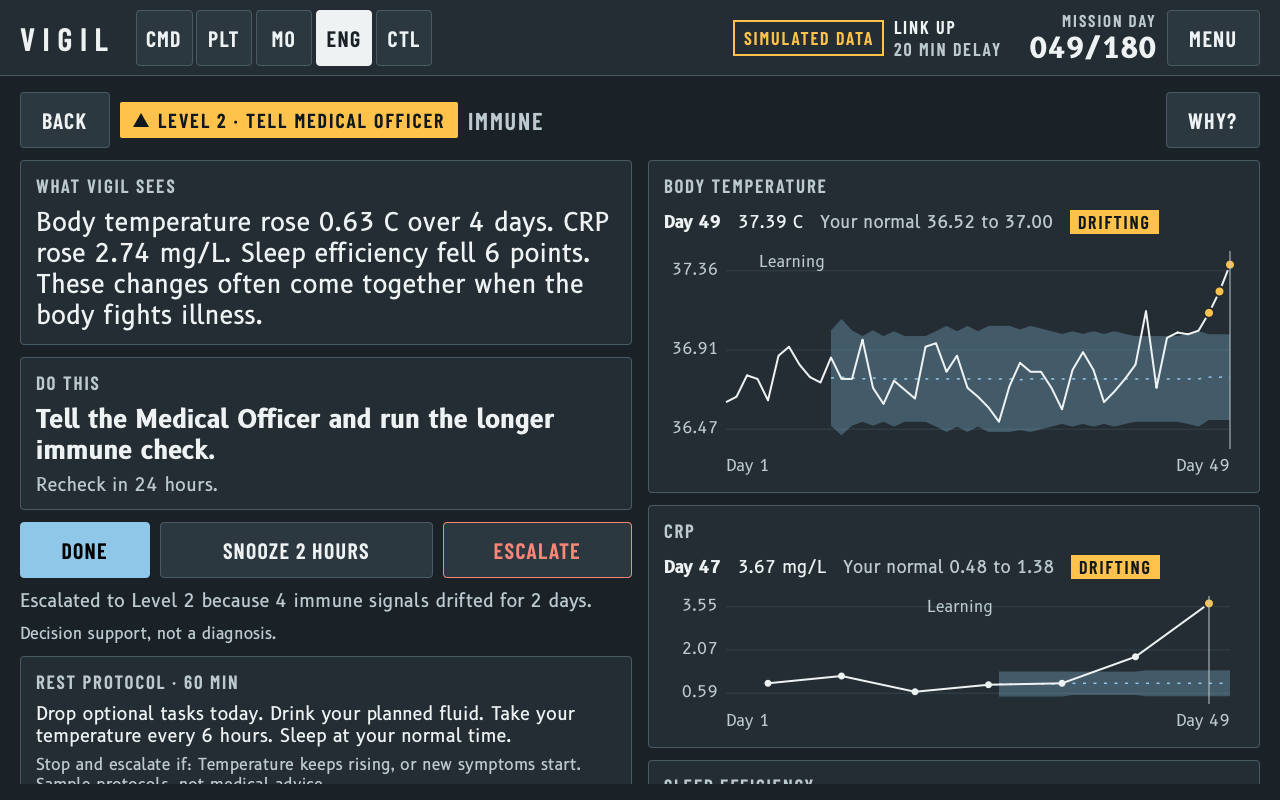 VIGIL
CMD
PLT
MO
ENG
CTL
SIMULATED DATA
LINK UP
20 MIN DELAY
MISSION DAY
049/180
MENU
BACK
▲ LEVEL 2 · TELL MEDICAL OFFICER
IMMUNE
WHY?
WHAT VIGIL SEES
Body temperature rose 0.63 C over 4 days. CRP
rose 2.74 mg/L. Sleep efficiency fell 6 points.
These changes often come together when the
body fights illness.
DO THIS
Tell the Medical Officer and run the longer
immune check.
Recheck in 24 hours.
DONE
SNOOZE 2 HOURS
ESCALATE
Escalated to Level 2 because 4 immune signals drifted for 2 days.
Decision support, not a diagnosis.
REST PROTOCOL · 60 MIN
Drop optional tasks today. Drink your planned fluid. Take your
temperature every 6 hours. Sleep at your normal time.
Stop and escalate if: Temperature keeps rising, or new symptoms start.
Sample protocols, not medical advice.
BODY TEMPERATURE
Day 49 37.39 C Your normal 36.52 to 37.00 DRIFTING
Learning
37.36
36.91
36.47
Day 1
Day 49
CRP
Day 47 3.67 mg/L Your normal 0.48 to 1.38 DRIFTING
Learning
3.55
2.07
0.59
Day 1
Day 49
SLEEP EFFICIENCY